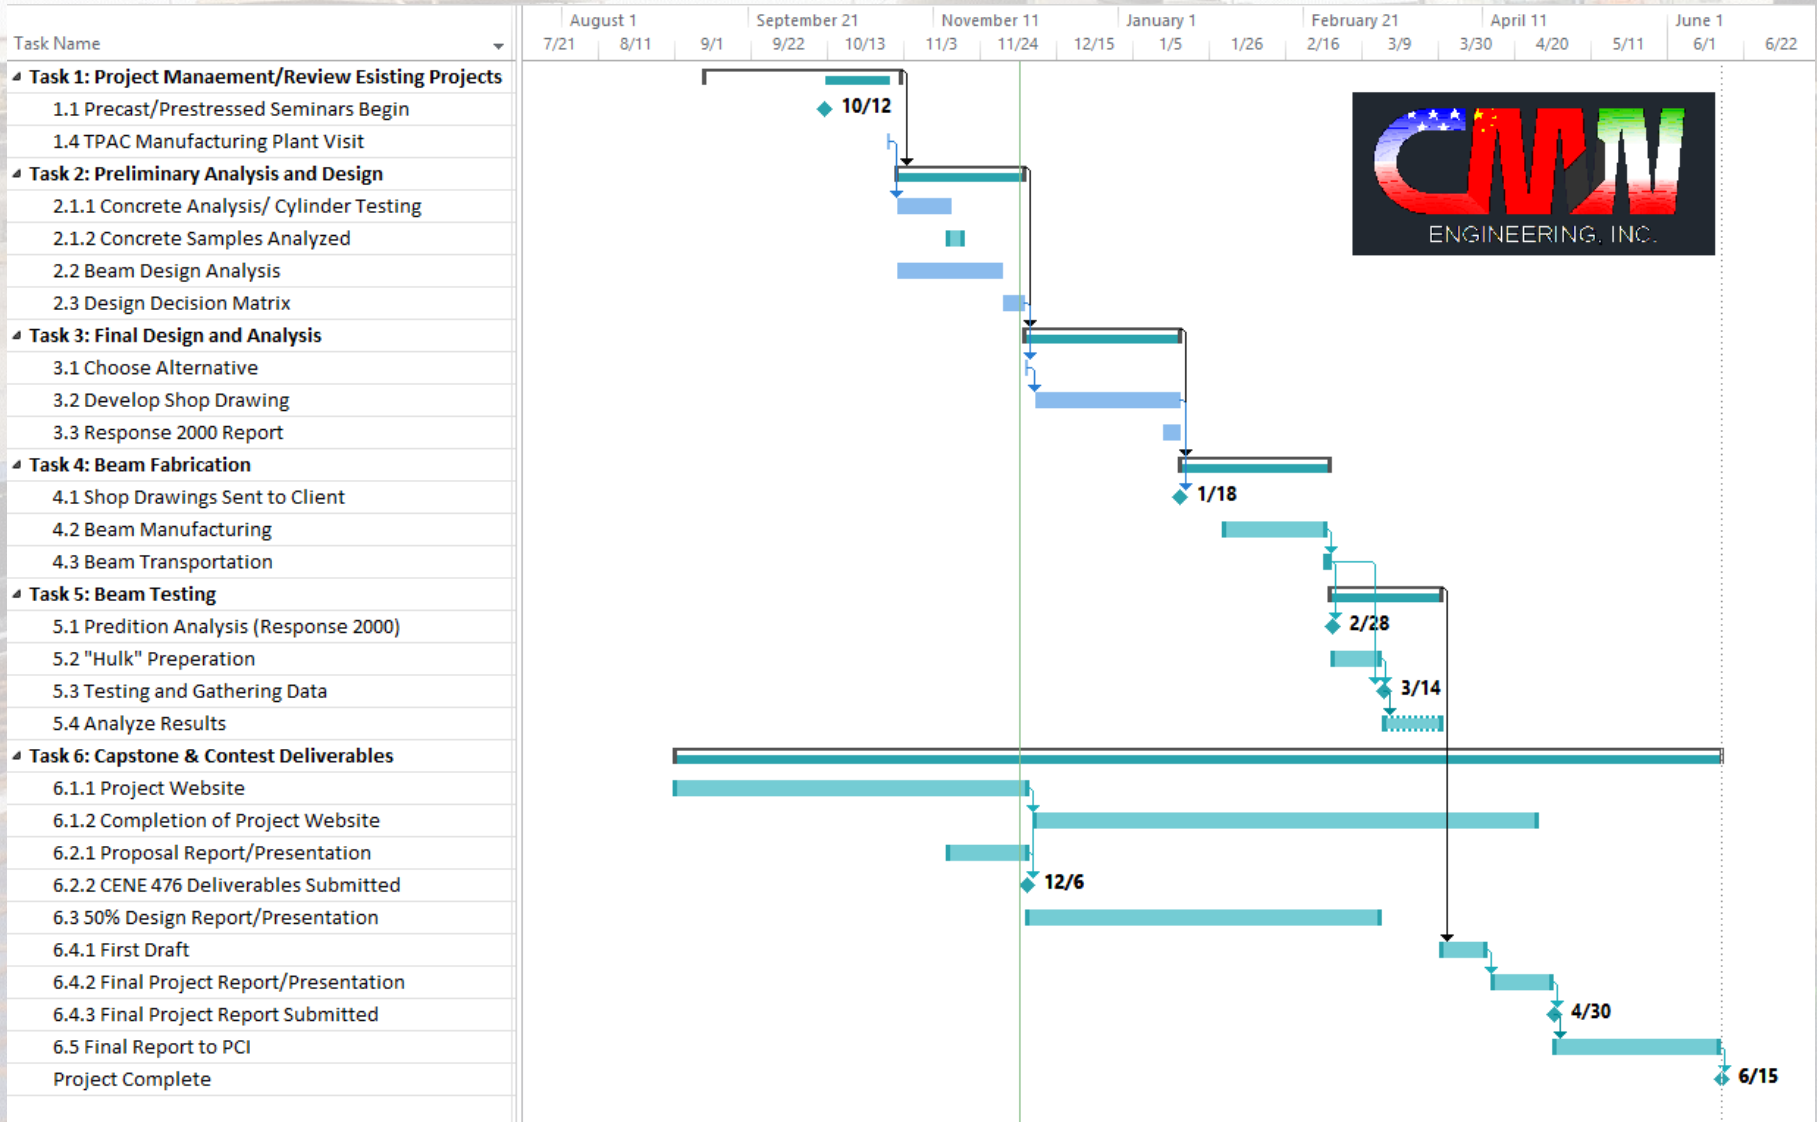 August 1 September 21 November 11 January 1 February 21 April 11 June 1
Task Name 7/21 8/11 9/1 9/22 10/13 11/3 11/24 12/15 1/5 1/26 2/16 3/9 3/30 4/20 5/11 6/1 6/22
Task 1: Project Manaement/Review Esisting Projects
1.1 Precast/Prestressed Seminars Begin 10/12
1.4 TPAC Manufacturing Plant Visit
Task 2: Preliminary Analysis and Design
2.1.1 Concrete Analysis/ Cylinder Testing
2.1.2 Concrete Samples Analyzed
2.2 Beam Design Analysis
2.3 Design Decision Matrix
CMN
ENGINEERING, INC.
Task 3: Final Design and Analysis
3.1 Choose Alternative
3.2 Develop Shop Drawing
3.3 Response 2000 Report
Task 4: Beam Fabrication
4.1 Shop Drawings Sent to Client 1/18
4.2 Beam Manufacturing
4.3 Beam Transportation
Task 5: Beam Testing
5.1 Predition Analysis (Response 2000) 2/28
5.2 "Hulk" Preperation
5.3 Testing and Gathering Data 3/14
5.4 Analyze Results
Task 6: Capstone & Contest Deliverables
6.1.1 Project Website
6.1.2 Completion of Project Website
6.2.1 Proposal Report/Presentation
6.2.2 CENE 476 Deliverables Submitted 12/6
6.3 50% Design Report/Presentation
6.4.1 First Draft
6.4.2 Final Project Report/Presentation
6.4.3 Final Project Report Submitted 4/30
6.5 Final Report to PCI
Project Complete 6/15